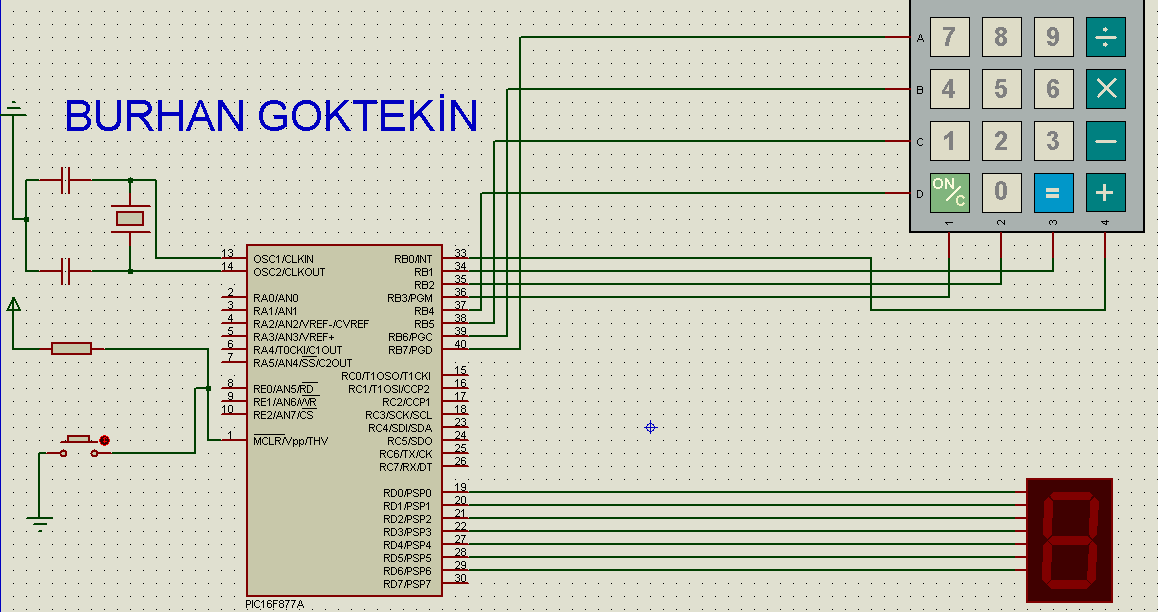 BURHAN GOKTEKİN
A 7 8 9 ÷
B 4 5 6 ×
C 1 2 3 −
D ON/C 0 = +
1 2 3 4
13 OSC1/CLKIN
14 OSC2/CLKOUT
2 RA0/AN0
3 RA1/AN1
4 RA2/AN2/VREF-/CVREF
5 RA3/AN3/VREF+
6 RA4/T0CKI/C1OUT
7 RA5/AN4/SS/C2OUT
8 RE0/AN5/RD
9 RE1/AN6/WR
10 RE2/AN7/CS
1 MCLR/Vpp/THV
RB0/INT 33
RB1 34
RB2 35
RB3/PGM 36
RB4 37
RB5 38
RB6/PGC 39
RB7/PGD 40
RC0/T1OSO/T1CKI 15
RC1/T1OSI/CCP2 16
RC2/CCP1 17
RC3/SCK/SCL 18
RC4/SDI/SDA 23
RC5/SDO 24
RC6/TX/CK 25
RC7/RX/DT 26
RD0/PSP0 19
RD1/PSP1 20
RD2/PSP2 21
RD3/PSP3 22
RD4/PSP4 27
RD5/PSP5 28
RD6/PSP6 29
RD7/PSP7 30
PIC16F877A